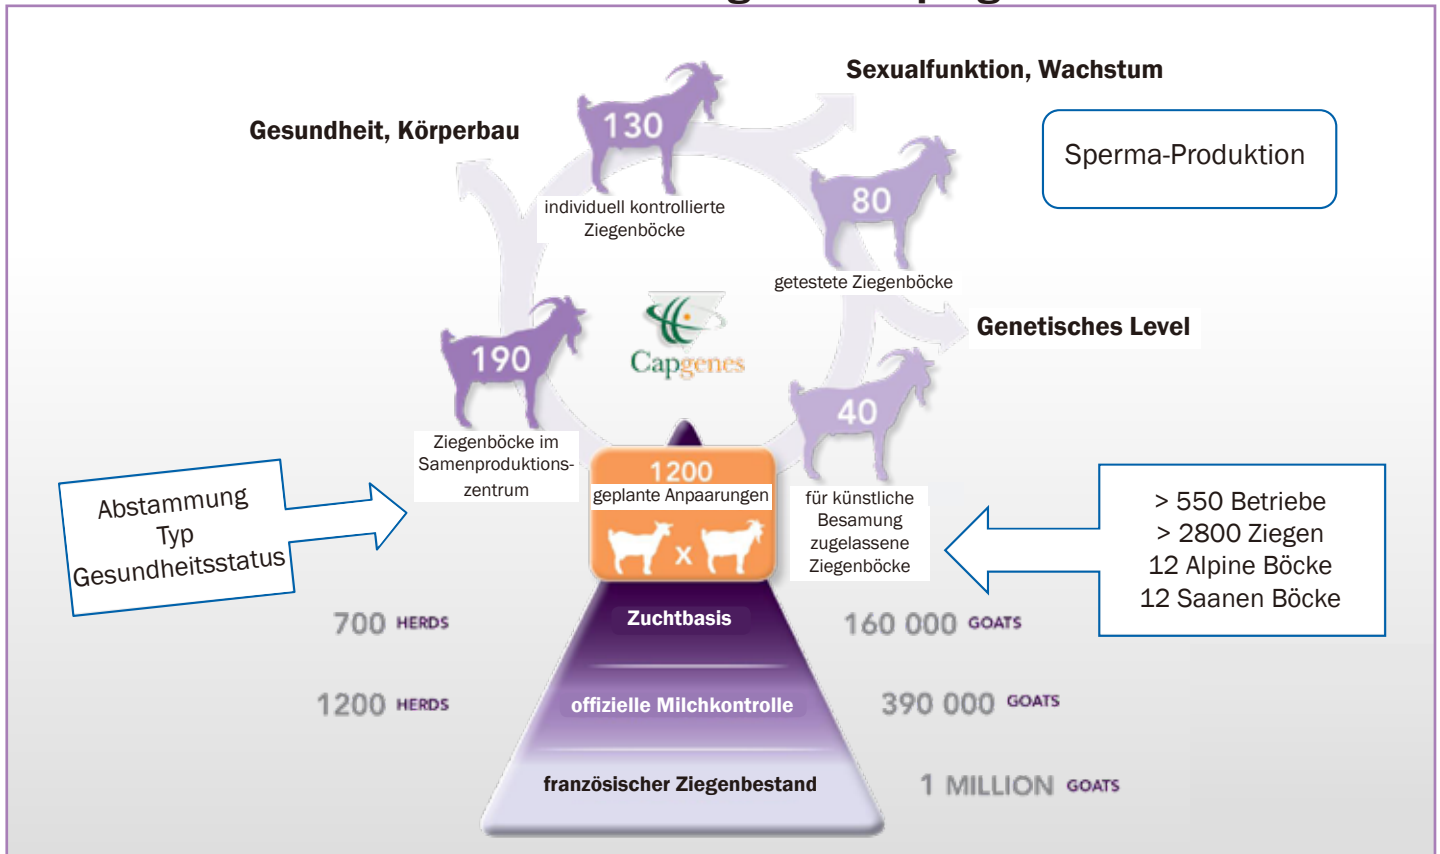 Sexualfunktion, Wachstum
Gesundheit, Körperbau
130
individuell kontrollierte
Ziegenböcke
Sperma-Produktion
80
getestete Ziegenböcke
Genetisches Level
Capgenes
190
Ziegenböcke im
Samenproduktions-
zentrum
40
für künstliche
Besamung
zugelassene
Ziegenböcke
1200
geplante Anpaarungen
x
Abstammung
Typ
Gesundheitsstatus
> 550 Betriebe
> 2800 Ziegen
12 Alpine Böcke
12 Saanen Böcke
700 HERDS
Zuchtbasis
160 000 GOATS
1200 HERDS
offizielle Milchkontrolle
390 000 GOATS
französischer Ziegenbestand
1 MILLION GOATS